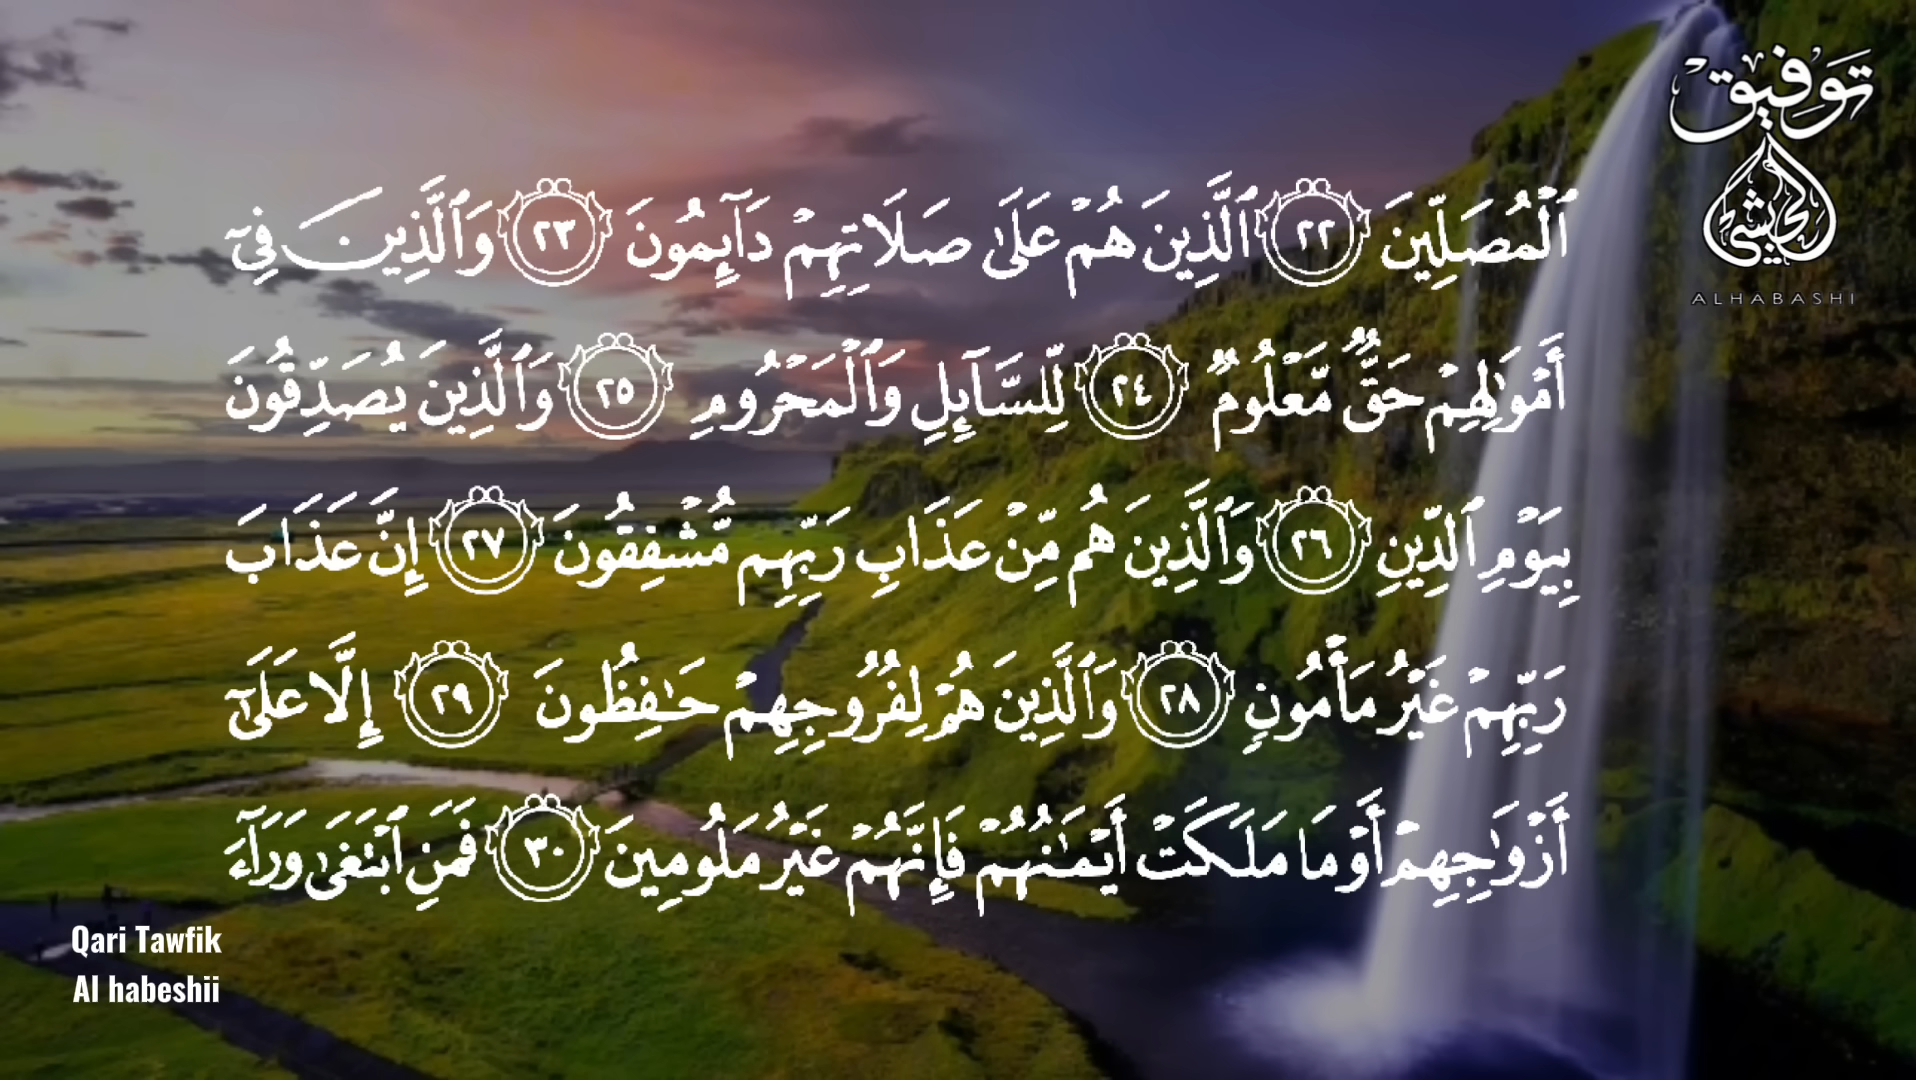 توفيق
الحبشي
ALHABASHI
ٱلۡمُصَلِّينَ ٢٢ ٱلَّذِينَ هُمۡ عَلَىٰ صَلَاتِهِمۡ دَآئِمُونَ ٢٣ وَٱلَّذِينَ فِيٓ
أَمۡوَٰلِهِمۡ حَقّٞ مَّعۡلُومٞ ٢٤ لِّلسَّآئِلِ وَٱلۡمَحۡرُومِ ٢٥ وَٱلَّذِينَ يُصَدِّقُونَ
بِيَوۡمِ ٱلدِّينِ ٢٦ وَٱلَّذِينَ هُم مِّنۡ عَذَابِ رَبِّهِم مُّشۡفِقُونَ ٢٧ إِنَّ عَذَابَ
رَبِّهِمۡ غَيۡرُ مَأۡمُونٖ ٢٨ وَٱلَّذِينَ هُمۡ لِفُرُوجِهِمۡ حَٰفِظُونَ ٢٩ إِلَّا عَلَىٰٓ
أَزۡوَٰجِهِمۡ أَوۡ مَا مَلَكَتۡ أَيۡمَٰنُهُمۡ فَإِنَّهُمۡ غَيۡرُ مَلُومِينَ ٣٠ فَمَنِ ٱبۡتَغَىٰ وَرَآءَ
Qari Tawfik
Al habeshii